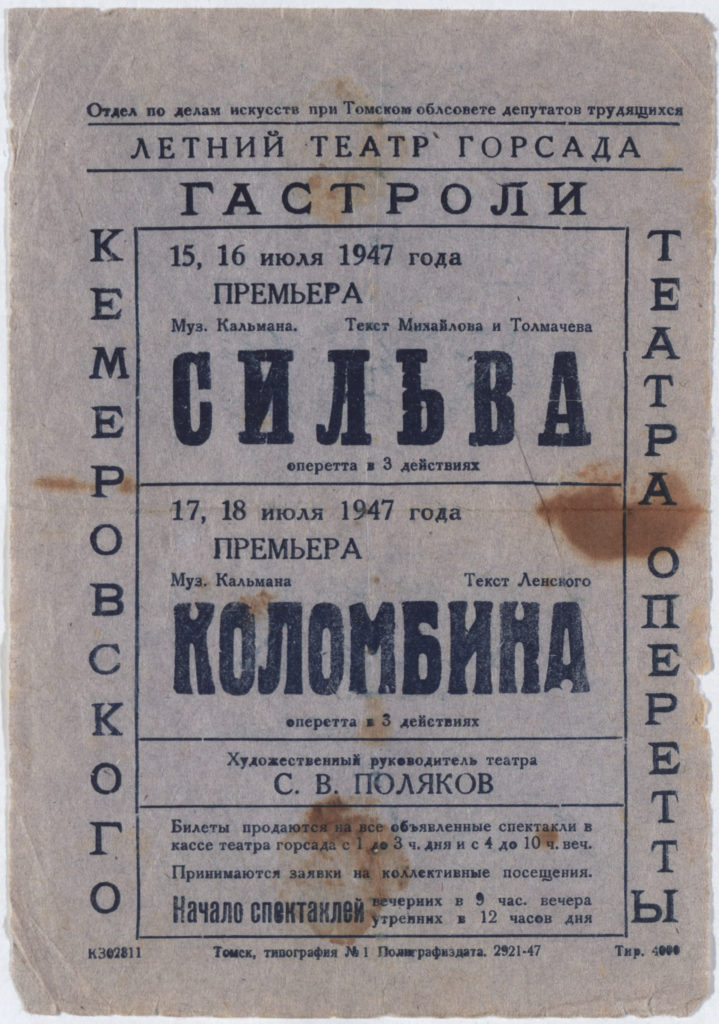 Отдел по делам искусств при Томском облсовете депутатов трудящихся
ЛЕТНИЙ ТЕАТР ГОРСАДА
ГАСТРОЛИ
КЕМЕРОВСКОГО
ТЕАТРА ОПЕРЕТТЫ
15, 16 июля 1947 года
ПРЕМЬЕРА
Муз. Кальмана. Текст Михайлова и Толмачева
СИЛЬВА
оперетта в 3 действиях
17, 18 июля 1947 года
ПРЕМЬЕРА
Муз. Кальмана Текст Ленского
КОЛОМБИНА
оперетта в 3 действиях
Художественный руководитель театра
С. В. ПОЛЯКОВ
Билеты продаются на все объявленные спектакли в
кассе театра горсада с 1 до 3 ч. дня и с 4 до 10 ч. веч.
Принимаются заявки на коллективные посещения.
Начало спектаклей вечерних в 9 час. вечера
утренних в 12 часов дня
КЗ02811 Томск, типография №1 Полиграфиздата. 2921-47 Тир. 4000